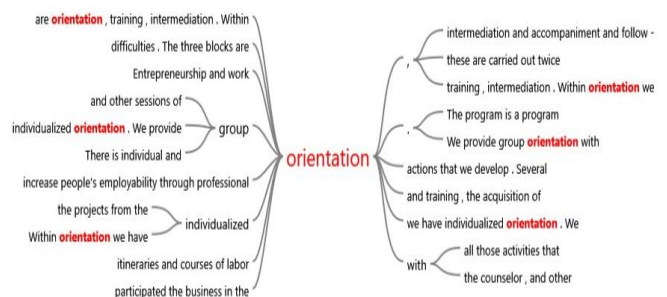 are orientation , training , intermediation . Within
difficulties . The three blocks are
Entrepreneurship and work
and other sessions of
individualized orientation . We provide
There is individual and
group
increase people's employability through professional
the projects from the
Within orientation we have
individualized
itineraries and courses of labor
participated the business in the
orientation
,
intermediation and accompaniment and follow -
these are carried out twice
training , intermediation . Within orientation we
.
The program is a program
We provide group orientation with
actions that we develop . Several
and training , the acquisition of
we have individualized orientation . We
with
all those activities that
the counselor , and other